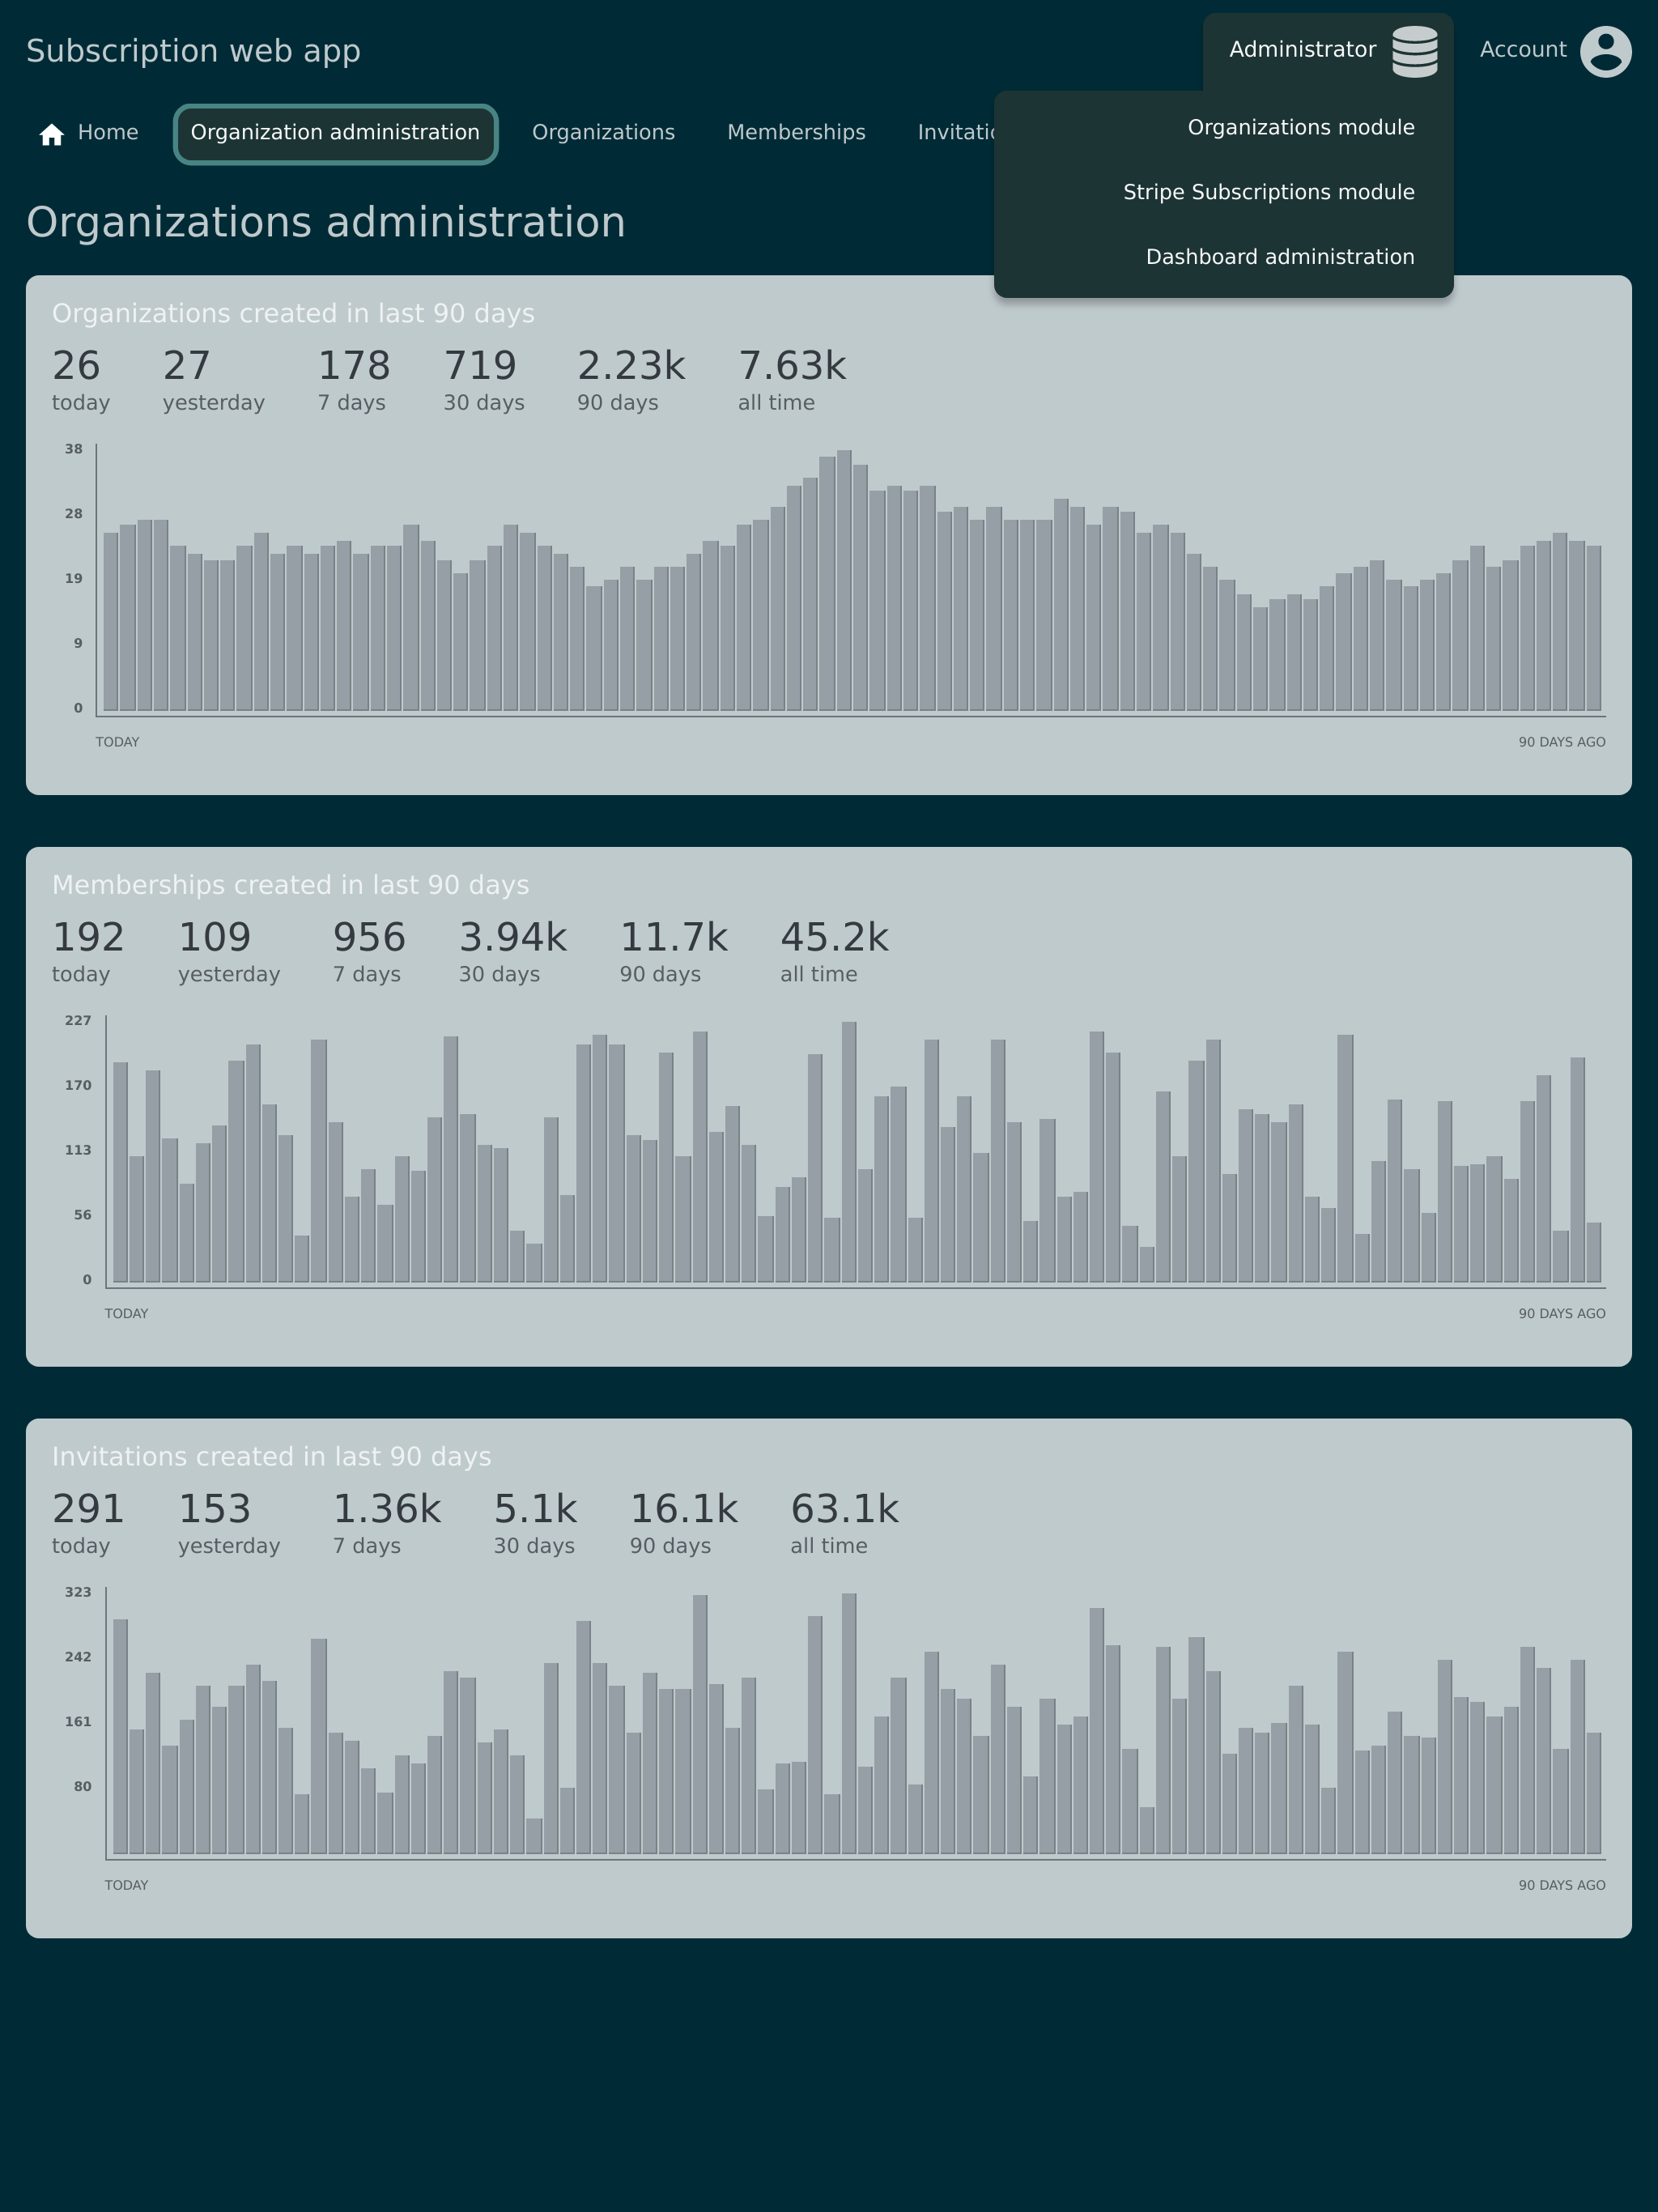 Subscription web app
Administrator
Account
Home
Organization administration
Organizations
Memberships
Organizations module
Stripe Subscriptions module
Dashboard administration
Organizations administration
Organizations created in last 90 days
26 27 178 719 2.23k 7.63k
today yesterday 7 days 30 days 90 days all time
38
28
19
9
0
TODAY 90 DAYS AGO
Memberships created in last 90 days
192 109 956 3.94k 11.7k 45.2k
today yesterday 7 days 30 days 90 days all time
227
170
113
56
0
TODAY 90 DAYS AGO
Invitations created in last 90 days
291 153 1.36k 5.1k 16.1k 63.1k
today yesterday 7 days 30 days 90 days all time
323
242
161
80
TODAY 90 DAYS AGO